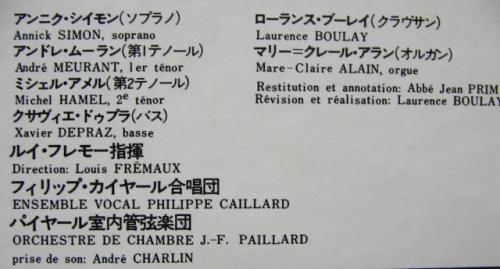 アンニク・シイモン(ソプラノ)
Annick SIMON, soprano
アンドレ・ムーラン(第1テノール)
André MEURANT, 1er ténor
ミシェル・アメル(第2テノール)
Michel HAMEL, 2e ténor
クサヴィエ・ドゥプラ(バス)
Xavier DEPRAZ, basse
ルイ・フレモー指揮
Direction: Louis FRÉMAUX
フィリップ・カイヤール合唱団
ENSEMBLE VOCAL PHILIPPE CAILLARD
パイヤール室内管弦楽団
ORCHESTRE DE CHAMBRE J.-F. PAILLARD
prise de son: André CHARLIN
ローランス・ブーレイ(クラヴサン)
Laurence BOULAY
マリー=クレール・アラン(オルガン)
Mare-Claire ALAIN, orgue
Restitution et annotation: Abbé Jean PRIM
Révision et réalisation: Laurence BOULAY